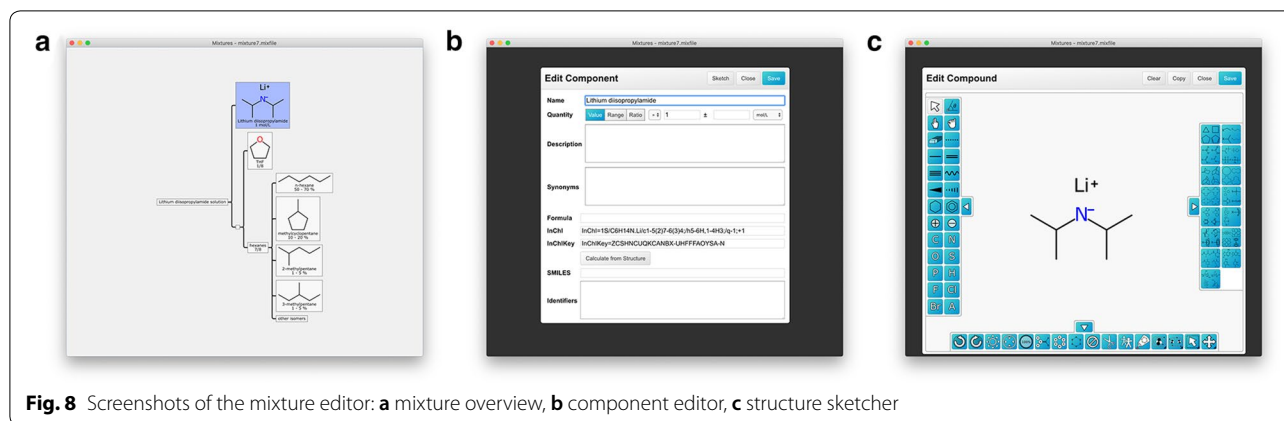 a
Mixtures - mixture7.mixfile
Li+
N-
Lithium diisopropylamide
1 mol/L
O
THF
1/8
n-hexane
50 - 70 %
methylcyclopentane
10 - 20 %
Lithium diisopropylamide solution
hexanes
7/8
2-methylpentane
1 - 5 %
3-methylpentane
1 - 5 %
other isomers
b
Mixtures - mixture7.mixfile
Edit Component Sketch Close Save
Name Lithium diisopropylamide
Quantity Value Range Ratio = 1 ± mol/L
Description
Synonyms
Formula
InChI InChI=1S/C6H14N.Li/c1-5(2)7-6(3)4;/h5-6H,1-4H3;/q-1;+1
InChIKey InChIKey=ZCSHNCUQKCANBX-UHFFFAOYSA-N
Calculate from Structure
SMILES
Identifiers
c
Mixtures - mixture7.mixfile
Edit Compound Clear Copy Close Save
C N
O S
P H
F Cl
Br A
Li+
N-
Fig. 8 Screenshots of the mixture editor: a mixture overview, b component editor, c structure sketcher